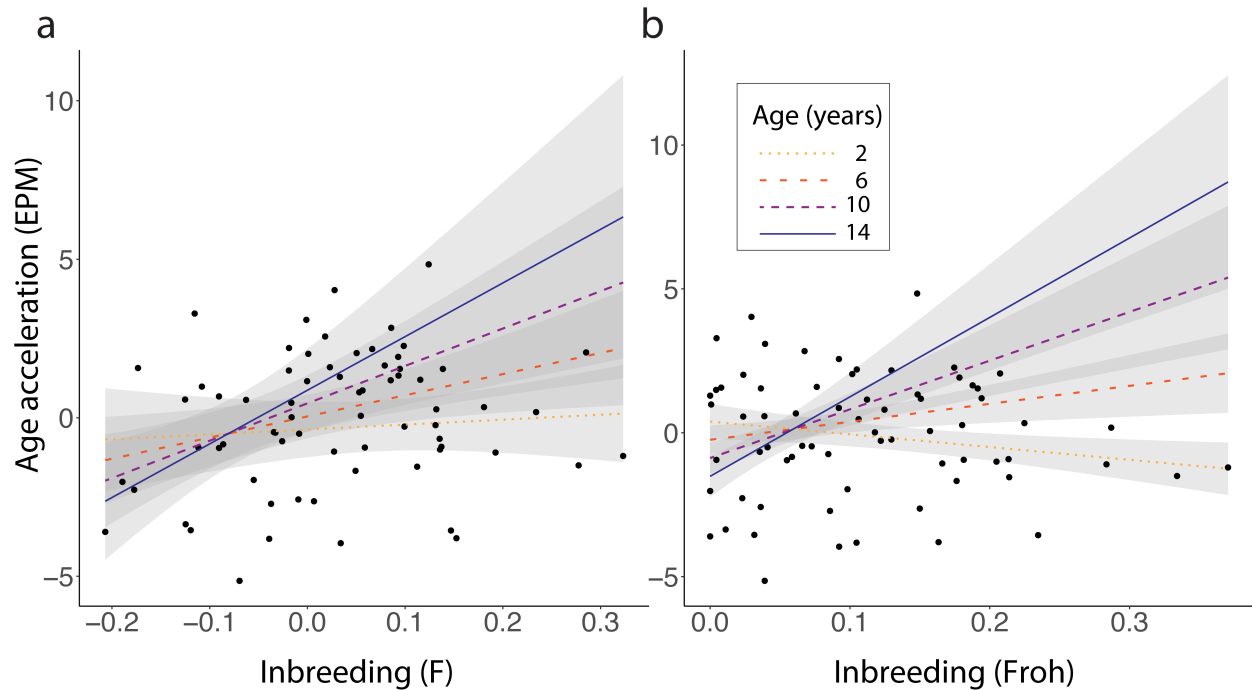 a
Age acceleration (EPM)
10
5
0
−5
−0.2 −0.1 0.0 0.1 0.2 0.3
Inbreeding (F)
b
Age (years)
2
6
10
14
10
5
0
−5
0.0 0.1 0.2 0.3
Inbreeding (Froh)